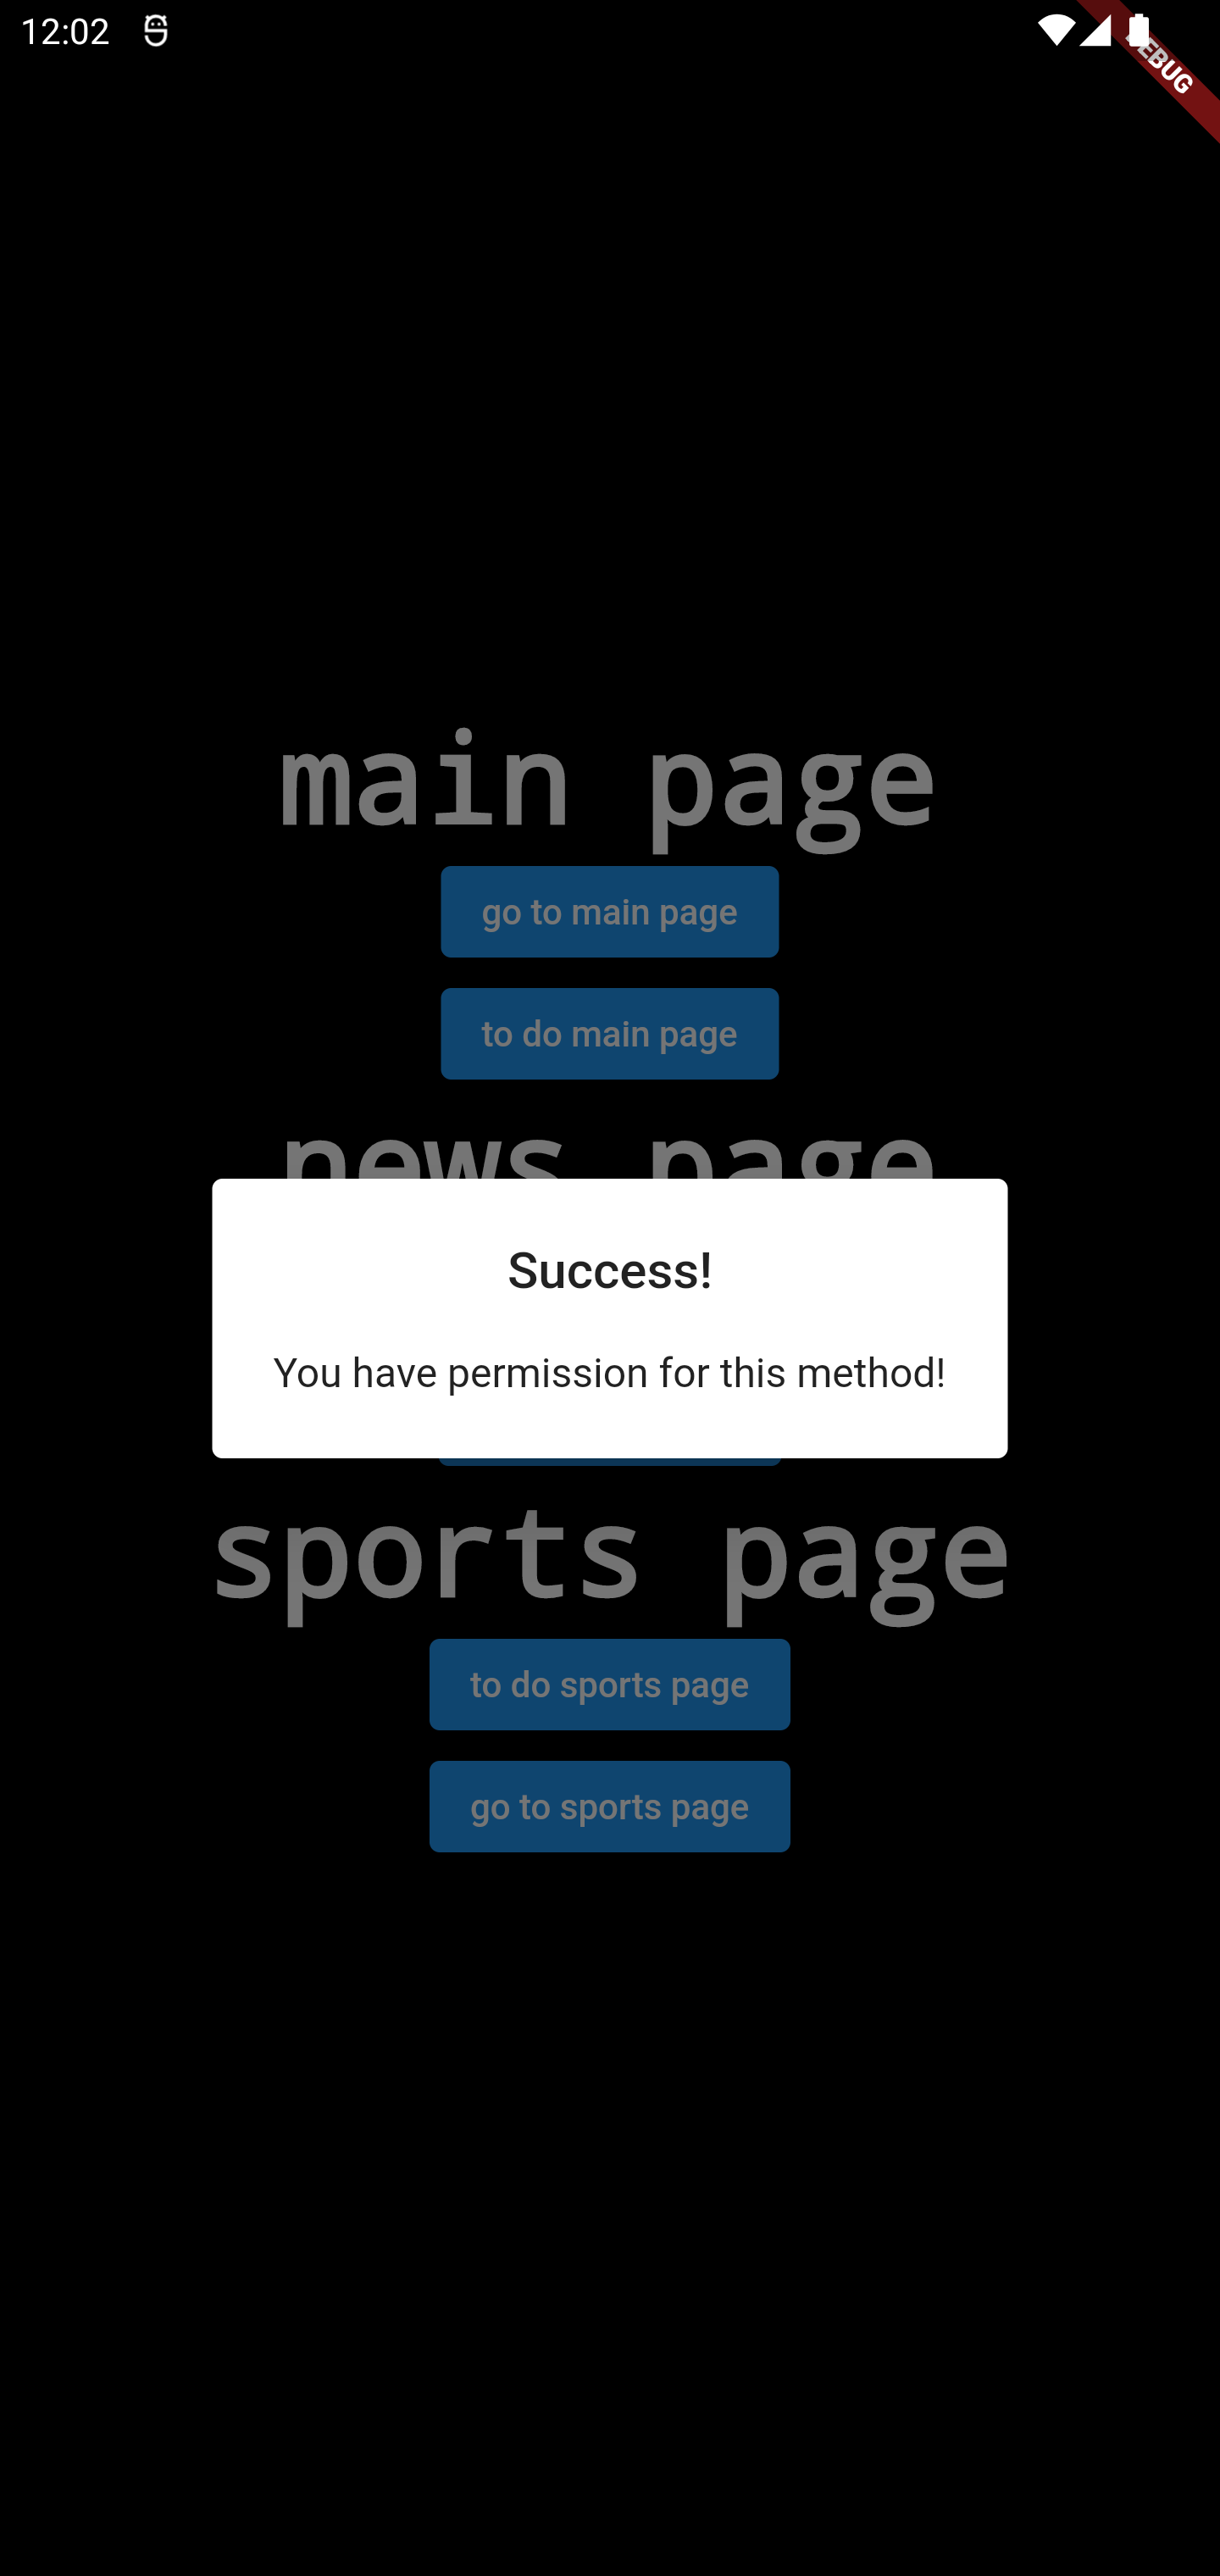 12:02
DEBUG
main page
go to main page
to do main page
news page
Success!
You have permission for this method!
sports page
to do sports page
go to sports page